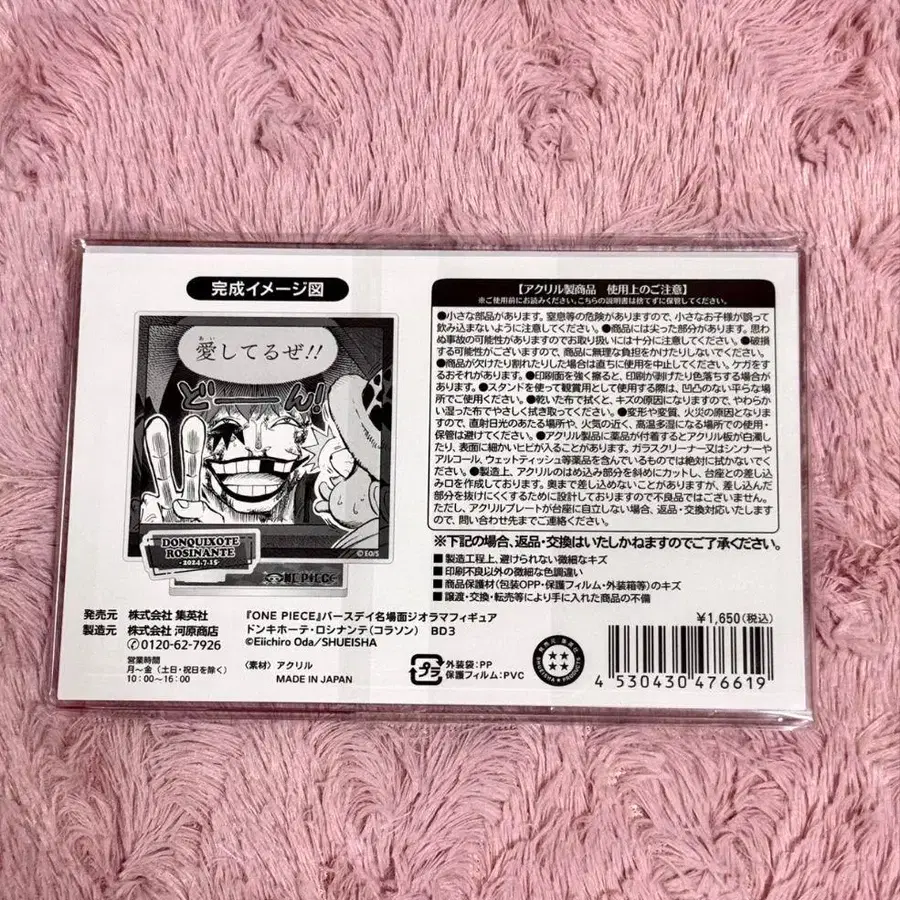 完成イメージ図
愛してるぜ!!
あい
どーーん!
DONQUIXOTE
ROSINANTE
・2024.7.15・
©EO/S
ONE PIECE
【アクリル製商品 使用上のご注意】
※ご使用前にお読みください。こちらの説明書は捨てずに保管してください。
●小さな部品があります。窒息等の危険がありますので、小さなお子様が誤って
飲み込まないように注意してください。●商品には尖った部分があります。思わ
ぬ事故の可能性がありますのでお取り扱いには十分に注意してください。●破損
する可能性がございますので、商品に無理な負担をかけたりしないでください。
●商品が欠けたり割れたりした場合は直ちに使用を中止してください。ケガを
するおそれがあります。●印刷面を強く擦ると、印刷が剥けたり色落ちする場合が
あります。●スタンドを使って観賞用として使用する際は、凹凸のない平らな場
所でご使用ください。●乾いた布で拭くと、キズの原因になりますので、やわらか
い湿った布でやさしく拭き取ってください。●変形や変質、火災の原因となりま
すので、直射日光のあたる場所や、火気の近く、高温多湿になる場所での使用・
保管は避けてください。●アクリル製品に薬品が付着するとアクリル板が白濁し
たり、表面に細かいヒビが入ることがあります。ガラスクリーナー又はシンナーや
アルコール、ウェットティッシュ等薬品を含んでいるものでは絶対に拭かないでくだ
さい。●製造上、アクリルのはめ込み部分を斜めにカットし、台座との差し込
み口を作成しております。奥まで差し込めないことがありますが、差し込んだ
部分を抜けにくくするために設計しておりますので不良品ではございません。
ただし、アクリルプレートが台座に自立しない場合、返品・交換対応いたします
ので、問い合わせ先までご連絡ください。
※下記の場合、返品・交換はいたしかねますのでご了承ください。
■製造工程上、避けられない微細なキズ
■印刷不良以外の微細な色調違い
■商品保護材(包装OPP・保護フィルム・外装箱等)のキズ
■譲渡・交換・転売等により手に入れた商品の不備
発売元 株式会社 集英社
製造元 株式会社 河原商店
0120-62-7926
営業時間
月〜金(土日・祝日を除く)
10:00〜16:00
『ONE PIECE』バースデイ名場面ジオラマフィギュア
ドンキホーテ・ロシナンテ(コラソン) BD3
©Eiichiro Oda/SHUEISHA
〈素材〉アクリル
MADE IN JAPAN
プラ
外装袋:PP
保護フィルム:PVC
SHUEISHA PRODUCTS
¥1,650(税込)
4 530430 476619